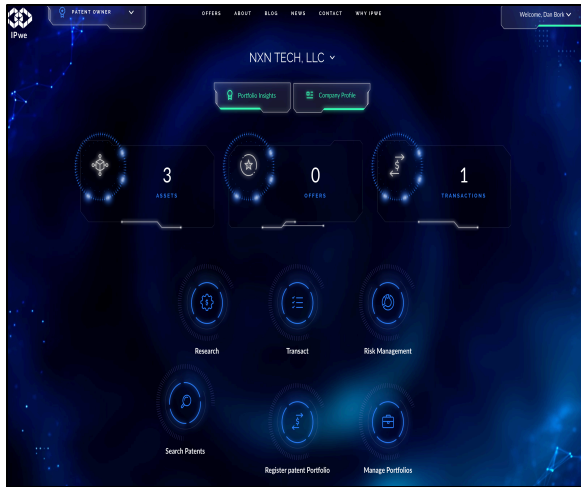 PATENT OWNER
OFFERS ABOUT BLOG NEWS CONTACT WHY IPWE
Welcome, Dan Bork
IPwe
NXN TECH, LLC
Portfolio Insights
Company Profile
3
ASSETS
0
OFFERS
1
TRANSACTIONS
Research
Transact
Risk Management
Search Patents
Register patent Portfolio
Manage Portfolios